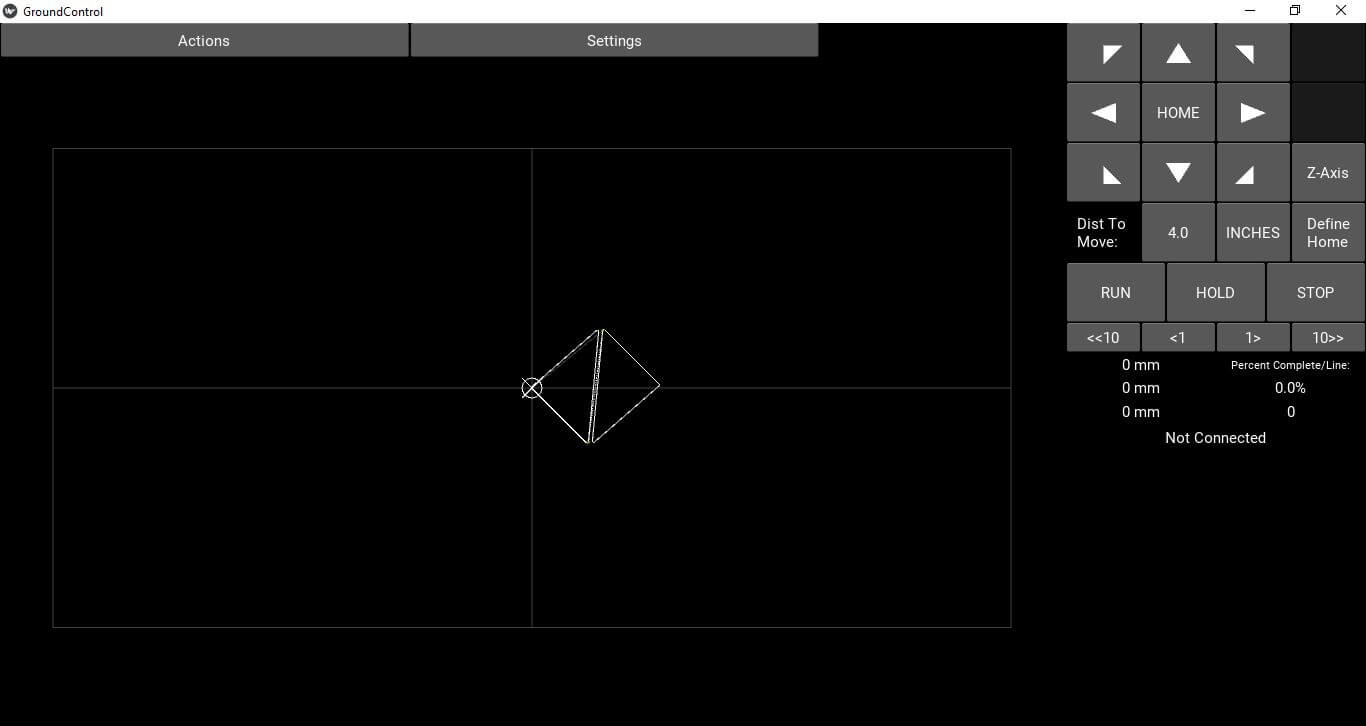 GroundControl
Actions
Settings
HOME
Z-Axis
Dist To
Move:
4.0
INCHES
Define
Home
RUN
HOLD
STOP
<<10
<1
1>
10>>
0 mm
Percent Complete/Line:
0 mm
0.0%
0 mm
0
Not Connected